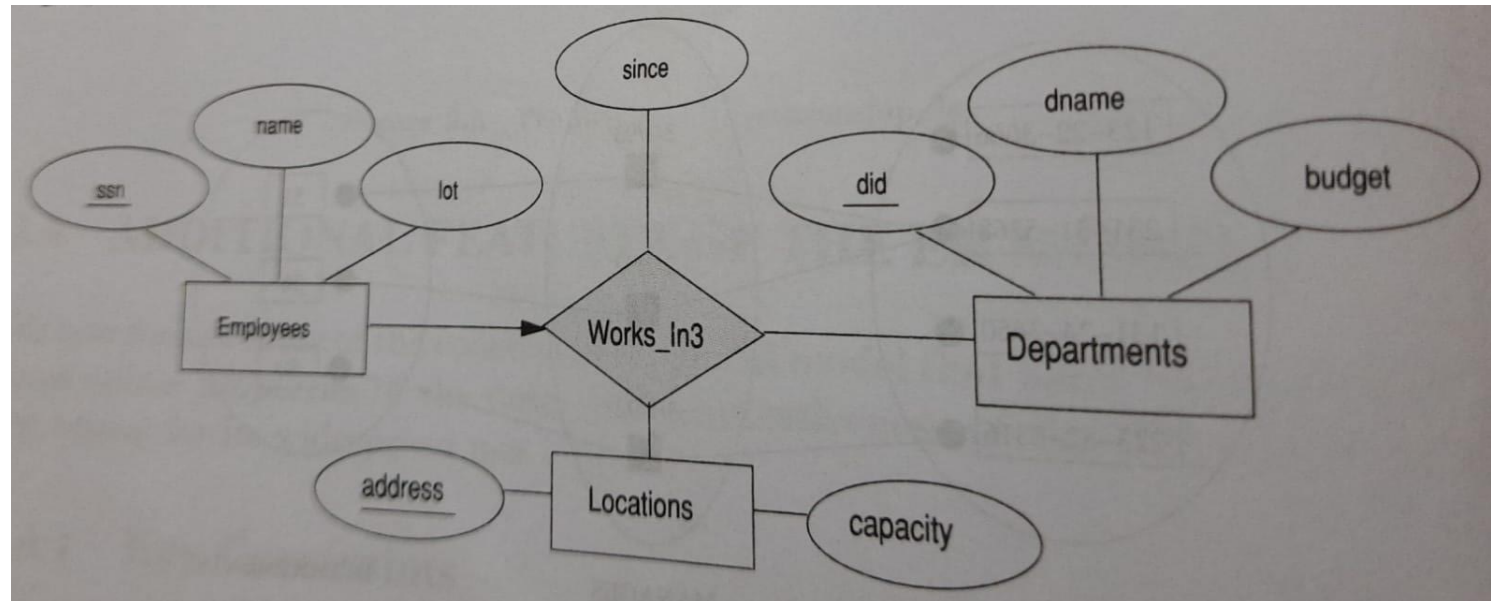 since
dname
name
ssn
lot
did
budget
Employees
Works_In3
Departments
address
Locations
capacity